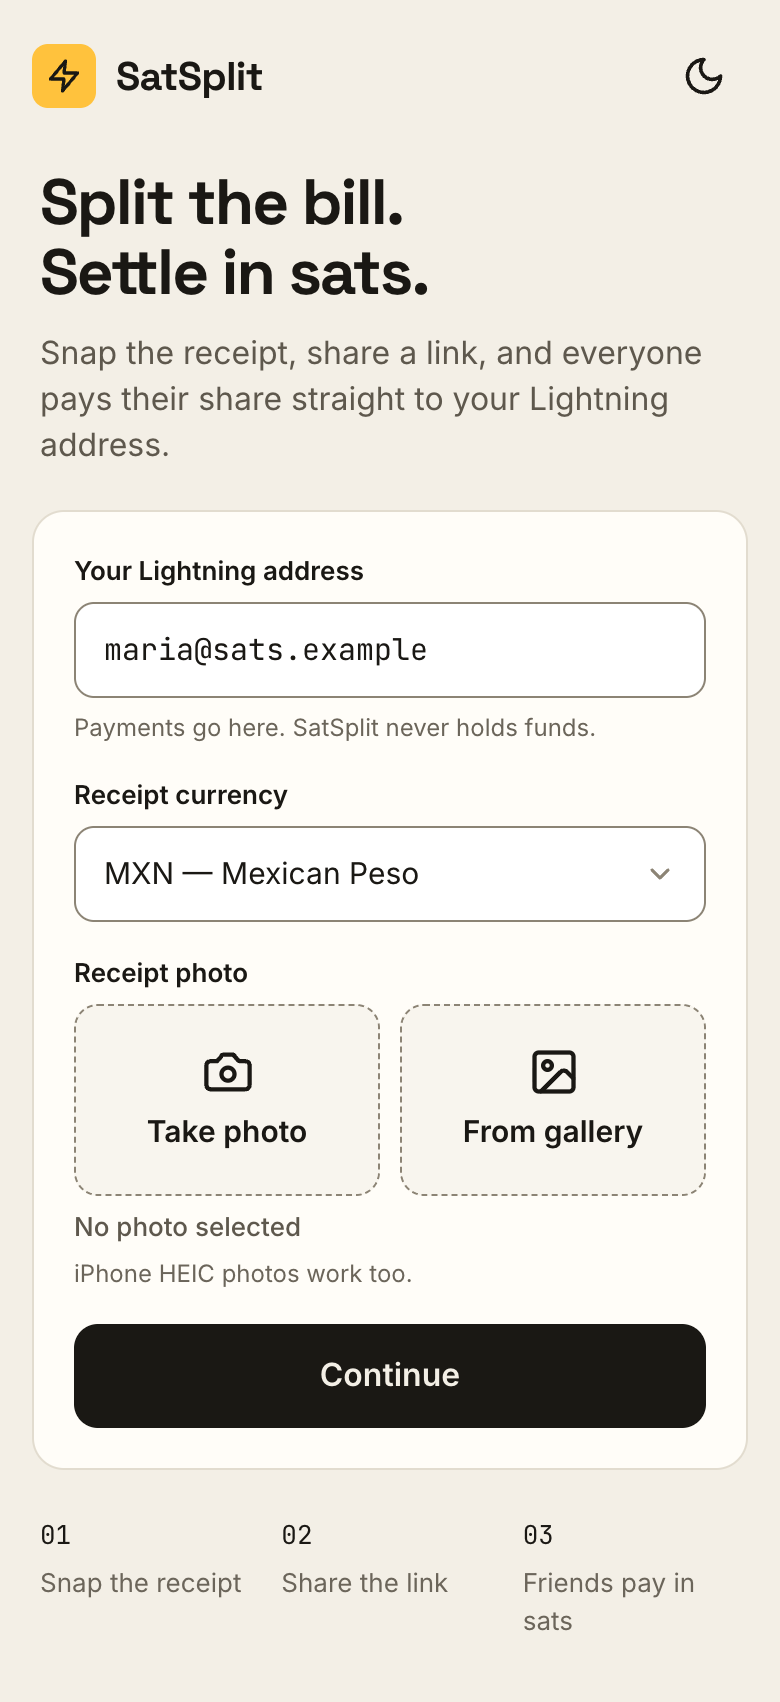 SatSplit
Split the bill.
Settle in sats.
Snap the receipt, share a link, and everyone
pays their share straight to your Lightning
address.
Your Lightning address
maria@sats.example
Payments go here. SatSplit never holds funds.
Receipt currency
MXN — Mexican Peso
Receipt photo
Take photo
From gallery
No photo selected
iPhone HEIC photos work too.
Continue
01
Snap the receipt
02
Share the link
03
Friends pay in
sats